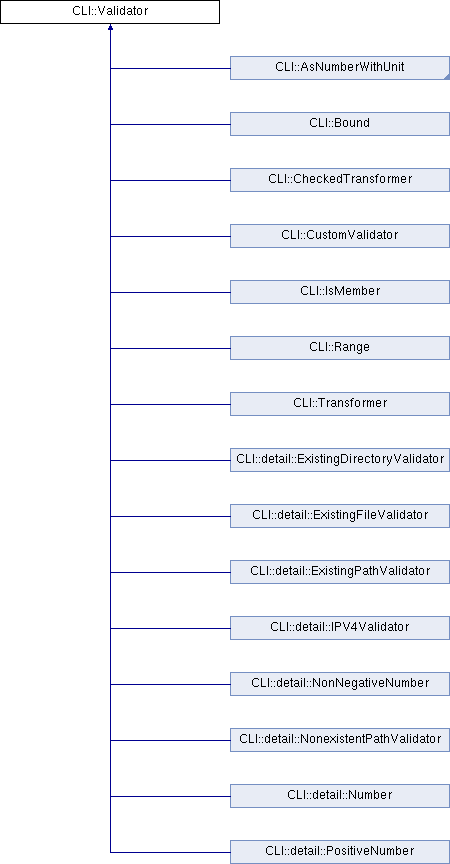 CLI::Validator
CLI::AsNumberWithUnit
CLI::Bound
CLI::CheckedTransformer
CLI::CustomValidator
CLI::IsMember
CLI::Range
CLI::Transformer
CLI::detail::ExistingDirectoryValidator
CLI::detail::ExistingFileValidator
CLI::detail::ExistingPathValidator
CLI::detail::IPV4Validator
CLI::detail::NonNegativeNumber
CLI::detail::NonexistentPathValidator
CLI::detail::Number
CLI::detail::PositiveNumber